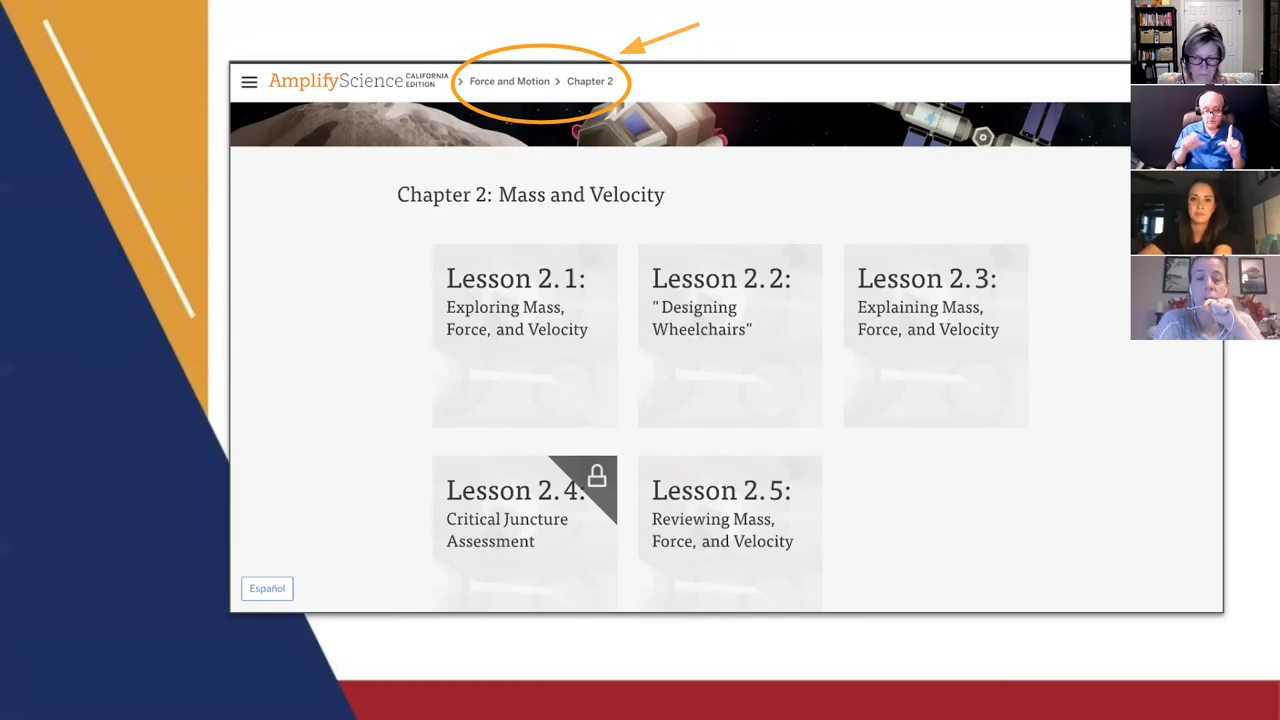 AmplifyScience CALIFORNIA EDITION > Force and Motion > Chapter 2
Chapter 2: Mass and Velocity
Lesson 2.1:
Exploring Mass,
Force, and Velocity
Lesson 2.2:
"Designing
Wheelchairs"
Lesson 2.3:
Explaining Mass,
Force, and Velocity
Lesson 2.4:
Critical Juncture
Assessment
Lesson 2.5:
Reviewing Mass,
Force, and Velocity
Español